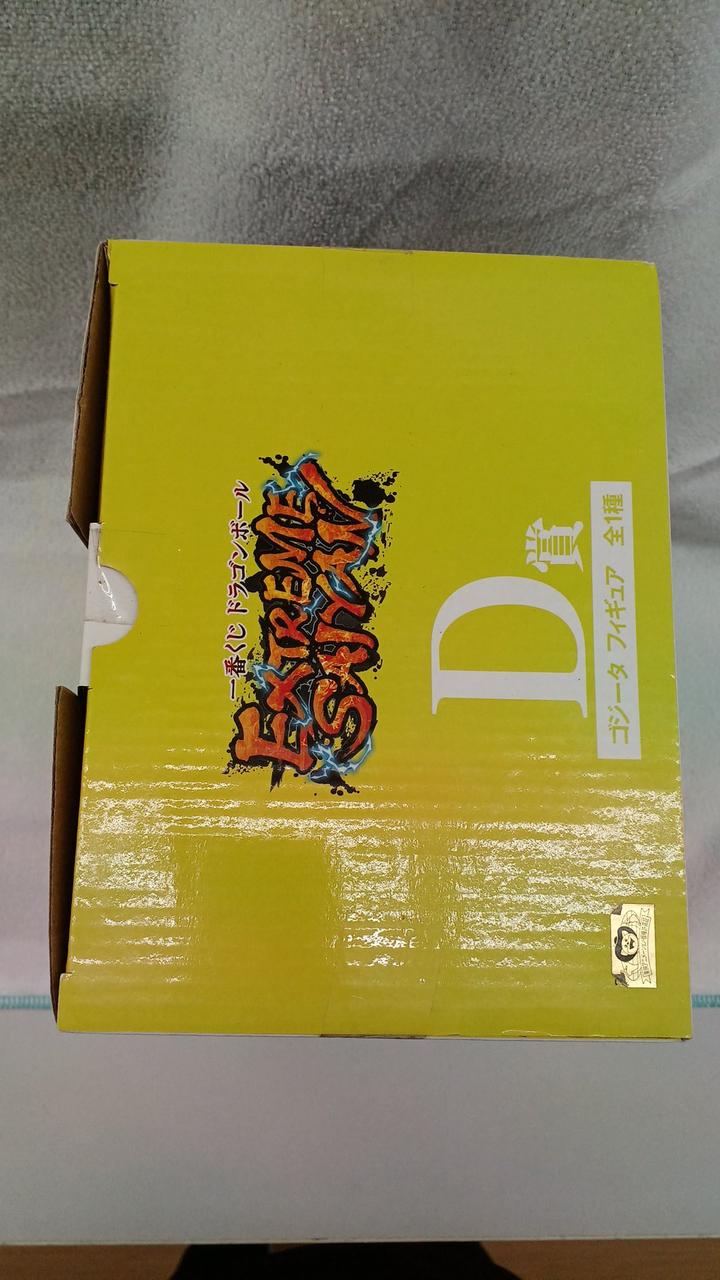 一番くじ ドラゴンボール
EXTREME
SAIYAN
D賞
ゴジータ フィギュア 全1種